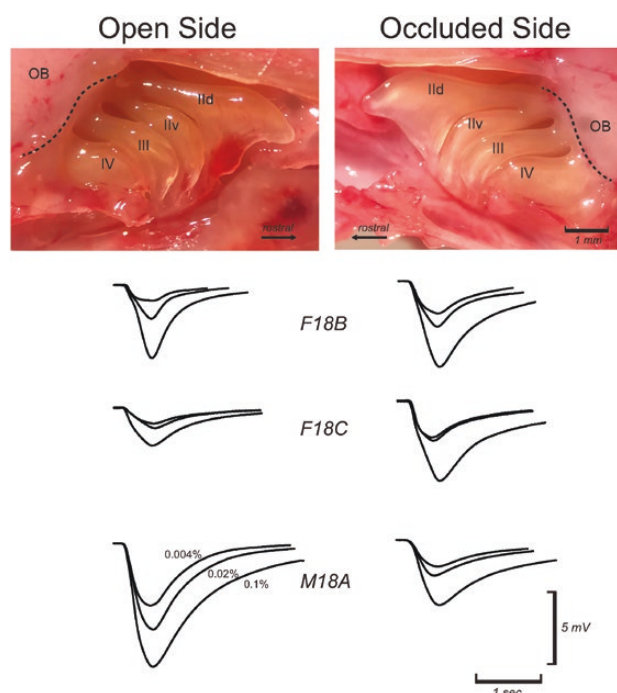 Open Side
Occluded Side
OB
IId
IIv
III
IV
rostral
IId
IIv
III
IV
OB
rostral
1 mm
F18B
F18C
0.004%
0.02%
0.1%
M18A
5 mV
1 sec